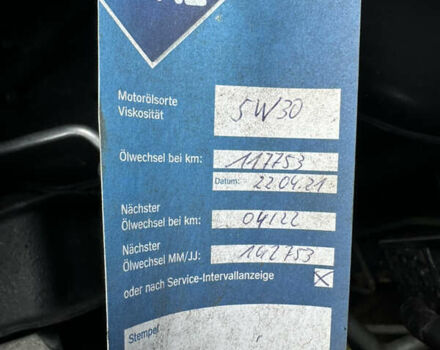 Motorölsorte
Viskosität
5W30
Ölwechsel bei km: 117753
Datum: 22.04.21
Nächster
Ölwechsel bei km: 04/22
Nächster
Ölwechsel MM/JJ: 142753
oder nach Service-Intervallanzeige
Stempel